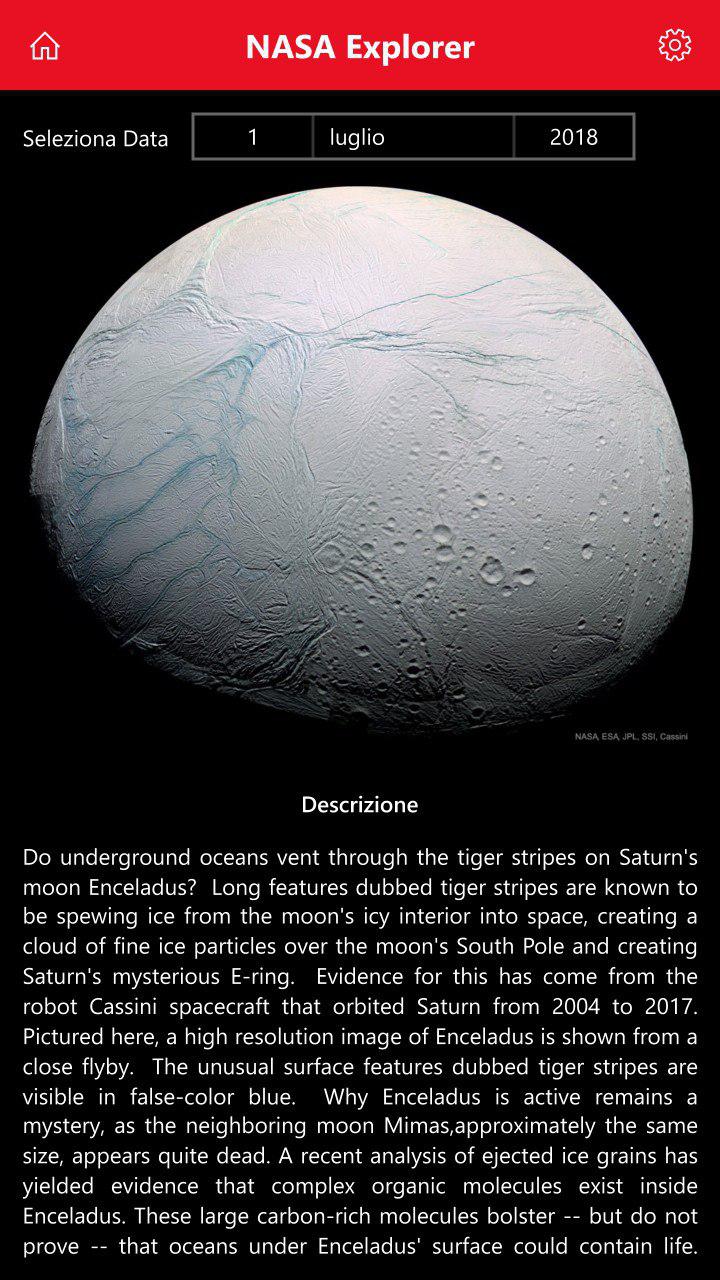 NASA Explorer
Seleziona Data 1 luglio 2018
NASA, ESA, JPL, SSI, Cassini
Descrizione
Do underground oceans vent through the tiger stripes on Saturn's
moon Enceladus?  Long features dubbed tiger stripes are known to
be spewing ice from the moon's icy interior into space, creating a
cloud of fine ice particles over the moon's South Pole and creating
Saturn's mysterious E-ring.  Evidence for this has come from the
robot Cassini spacecraft that orbited Saturn from 2004 to 2017.
Pictured here, a high resolution image of Enceladus is shown from a
close flyby.  The unusual surface features dubbed tiger stripes are
visible in false-color blue.  Why Enceladus is active remains a
mystery, as the neighboring moon Mimas,approximately the same
size, appears quite dead. A recent analysis of ejected ice grains has
yielded evidence that complex organic molecules exist inside
Enceladus. These large carbon-rich molecules bolster -- but do not
prove -- that oceans under Enceladus' surface could contain life.